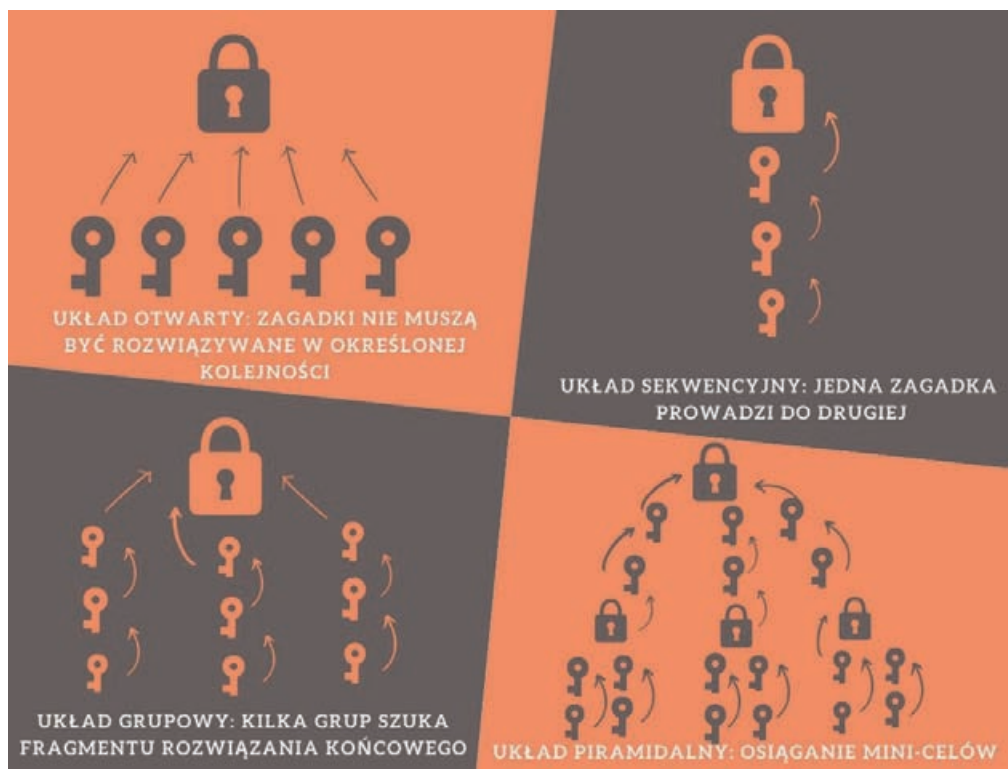 UKŁAD OTWARTY: ZAGADKI NIE MUSZĄ
BYĆ ROZWIĄZYWANE W OKREŚLONEJ
KOLEJNOŚCI
UKŁAD SEKWENCYJNY: JEDNA ZAGADKA
PROWADZI DO DRUGIEJ
UKŁAD GRUPOWY: KILKA GRUP SZUKA
FRAGMENTU ROZWIĄZANIA KOŃCOWEGO
UKŁAD PIRAMIDALNY: OSIĄGANIE MINI-CELÓW